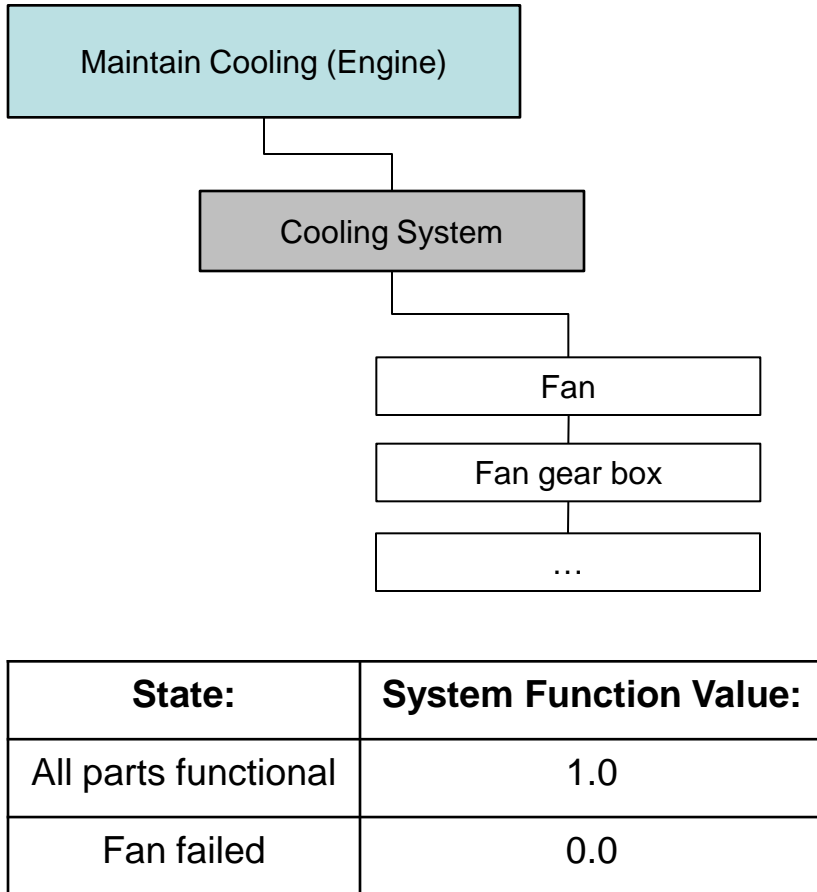 Maintain Cooling (Engine)
Cooling System
Fan
Fan gear box
…
State: System Function Value:
All parts functional 1.0
Fan failed 0.0